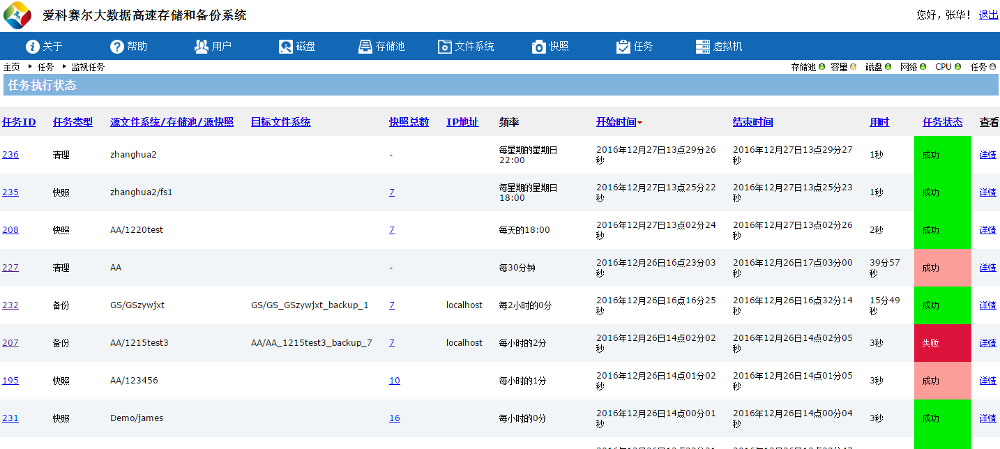 爱科赛尔大数据高速存储和备份系统
您好，张华！ 退出
关于 帮助 用户 磁盘 存储池 文件系统 快照 任务 虚拟机
主页 任务 监视任务 存储池 容量 磁盘 网络 CPU 任务
任务执行状态
任务ID 任务类型 源文件系统/存储池/源快照 目标文件系统 快照总数 IP地址 频率 开始时间 结束时间 用时 任务状态 查看
236 清理 zhanghua2 - 每星期的星期日 22:00 2016年12月27日13点29分26秒 2016年12月27日13点29分27秒 1秒 成功 详情
235 快照 zhanghua2/fs1 7 每星期的星期日 18:00 2016年12月27日13点25分22秒 2016年12月27日13点25分23秒 1秒 成功 详情
208 快照 AA/1220test 7 每天的18:00 2016年12月27日13点02分24秒 2016年12月27日13点02分26秒 2秒 成功 详情
227 清理 AA - 每30分钟 2016年12月26日16点23分03秒 2016年12月26日17点03分00秒 39分57秒 成功 详情
232 备份 GS/GSzywjxt GS/GS_GSzywjxt_backup_1 7 localhost 每2小时的0分 2016年12月26日16点16分25秒 2016年12月26日16点32分14秒 15分49秒 成功 详情
207 备份 AA/1215test3 AA/AA_1215test3_backup_7 7 localhost 每小时的2分 2016年12月26日14点02分02秒 2016年12月26日14点02分05秒 3秒 失败 详情
195 快照 AA/123456 10 每小时的1分 2016年12月26日14点01分02秒 2016年12月26日14点01分05秒 3秒 成功 详情
231 快照 Demo/james 16 每小时的0分 2016年12月26日14点00分01秒 2016年12月26日14点00分04秒 3秒 成功 详情